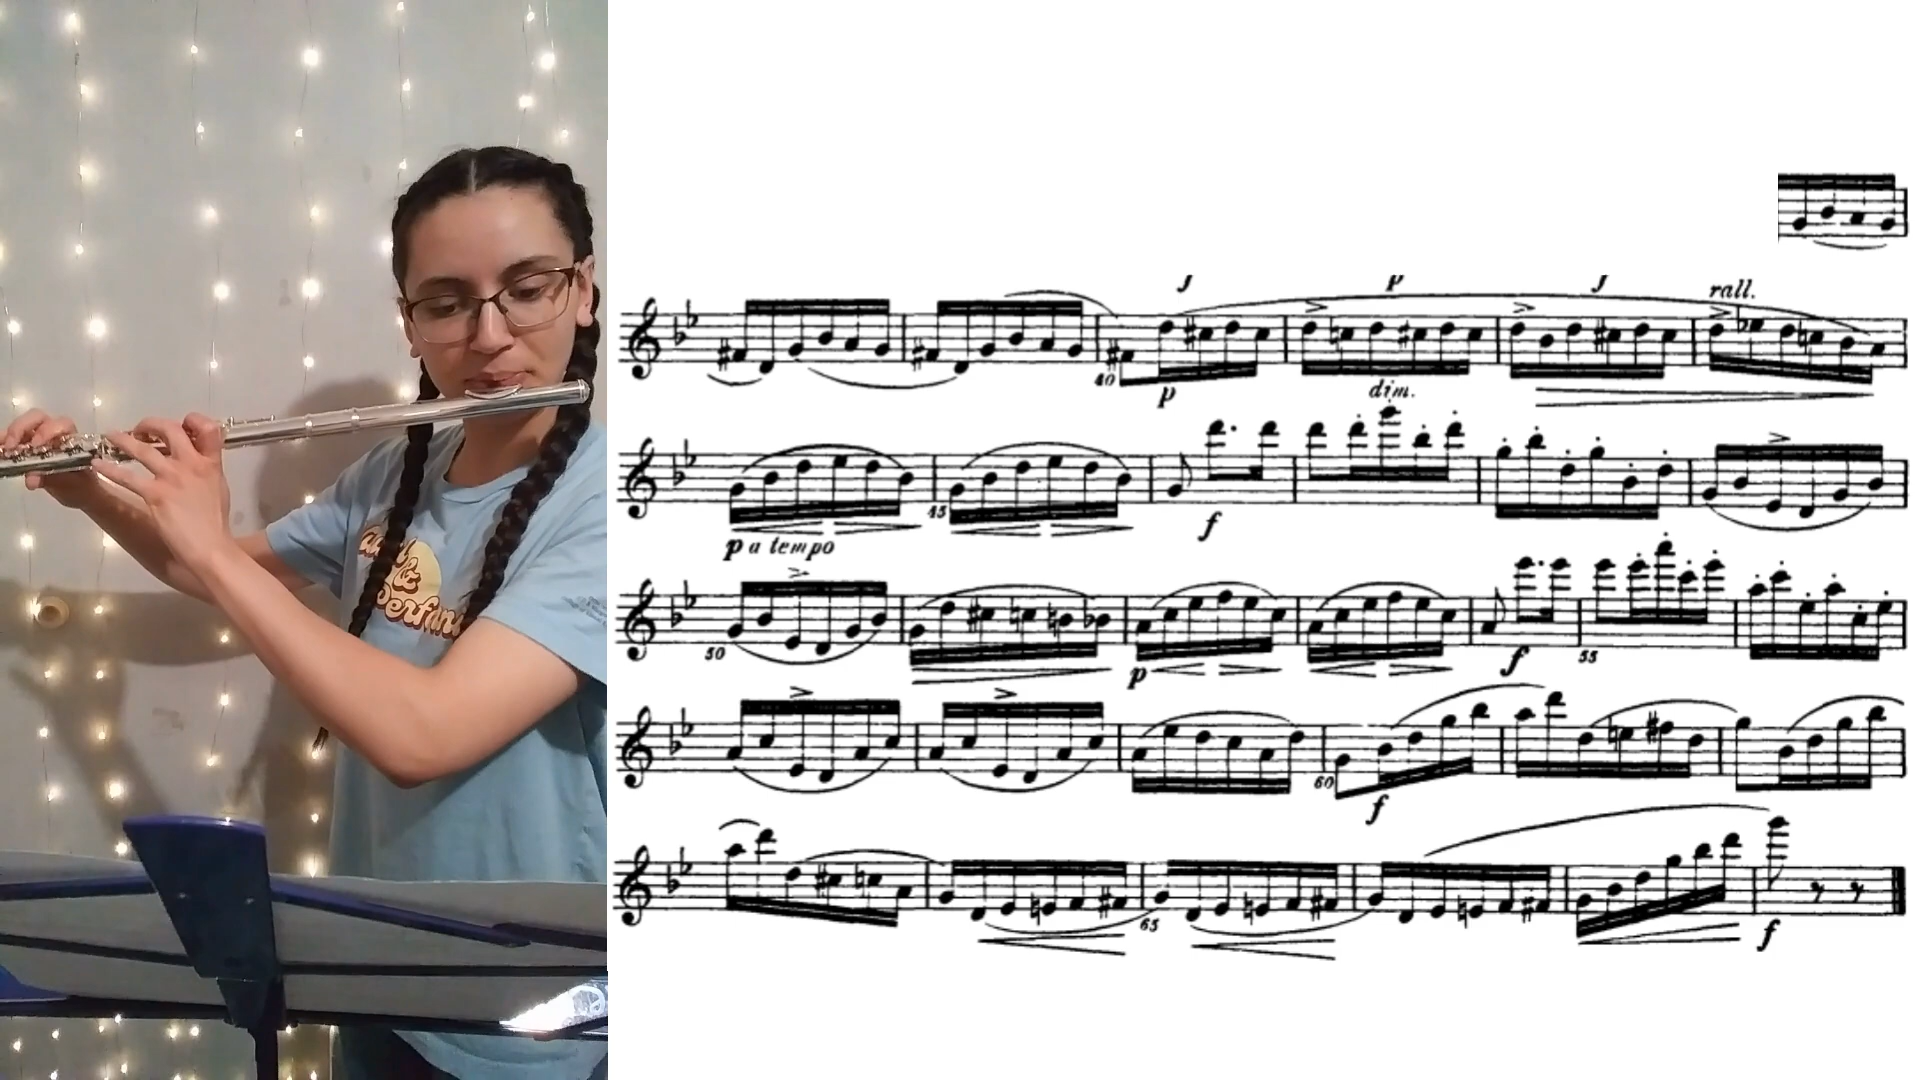 f p f rall.
40 p dim.
45
p a tempo f
50 p f 55
60 f
65 f